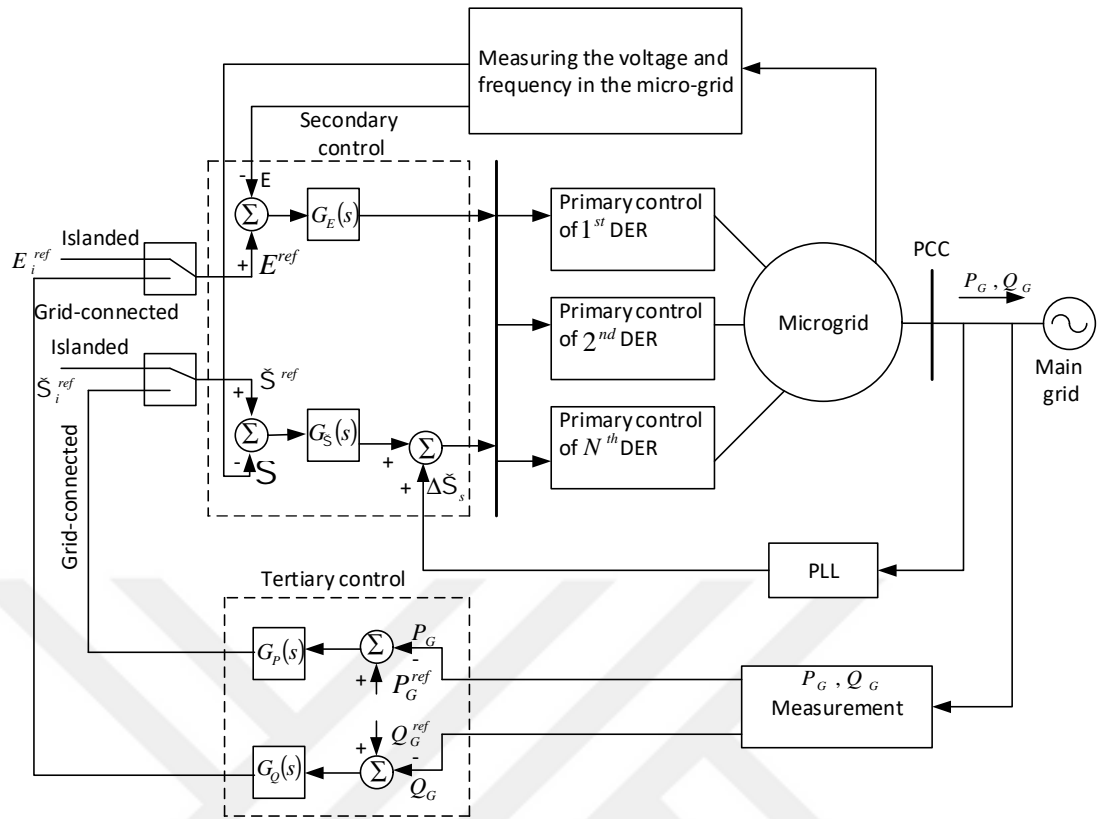 Measuring the voltage and
frequency in the micro-grid
Secondary
control
- E
Σ
G_E(s)
+ E^ref
Islanded
E_i^ref
Grid-connected
Islanded
Š_i^ref
Grid-connected
Š^ref
+
Σ
- S
G_Š(s)
+
Σ
+ ΔŠ_s
Primary control
of 1^st DER
Primary control
of 2^nd DER
Primary control
of N^th DER
Microgrid
PCC
P_G , Q_G
Main
grid
PLL
Tertiary control
G_P(s)
Σ
P_G
-
+ P_G^ref
Q_G^ref
+
-
G_Q(s)
Σ
Q_G
P_G , Q_G
Measurement